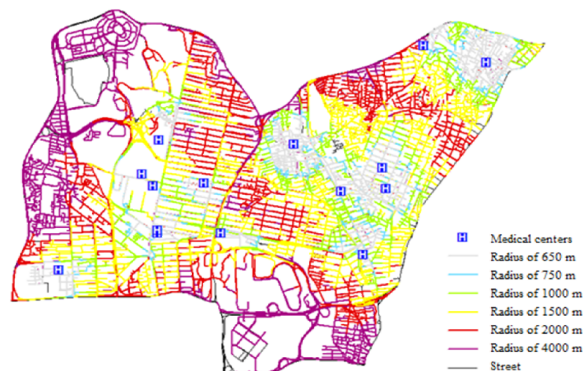 Medical centers
Radius of 650 m
Radius of 750 m
Radius of 1000 m
Radius of 1500 m
Radius of 2000 m
Radius of 4000 m
Street